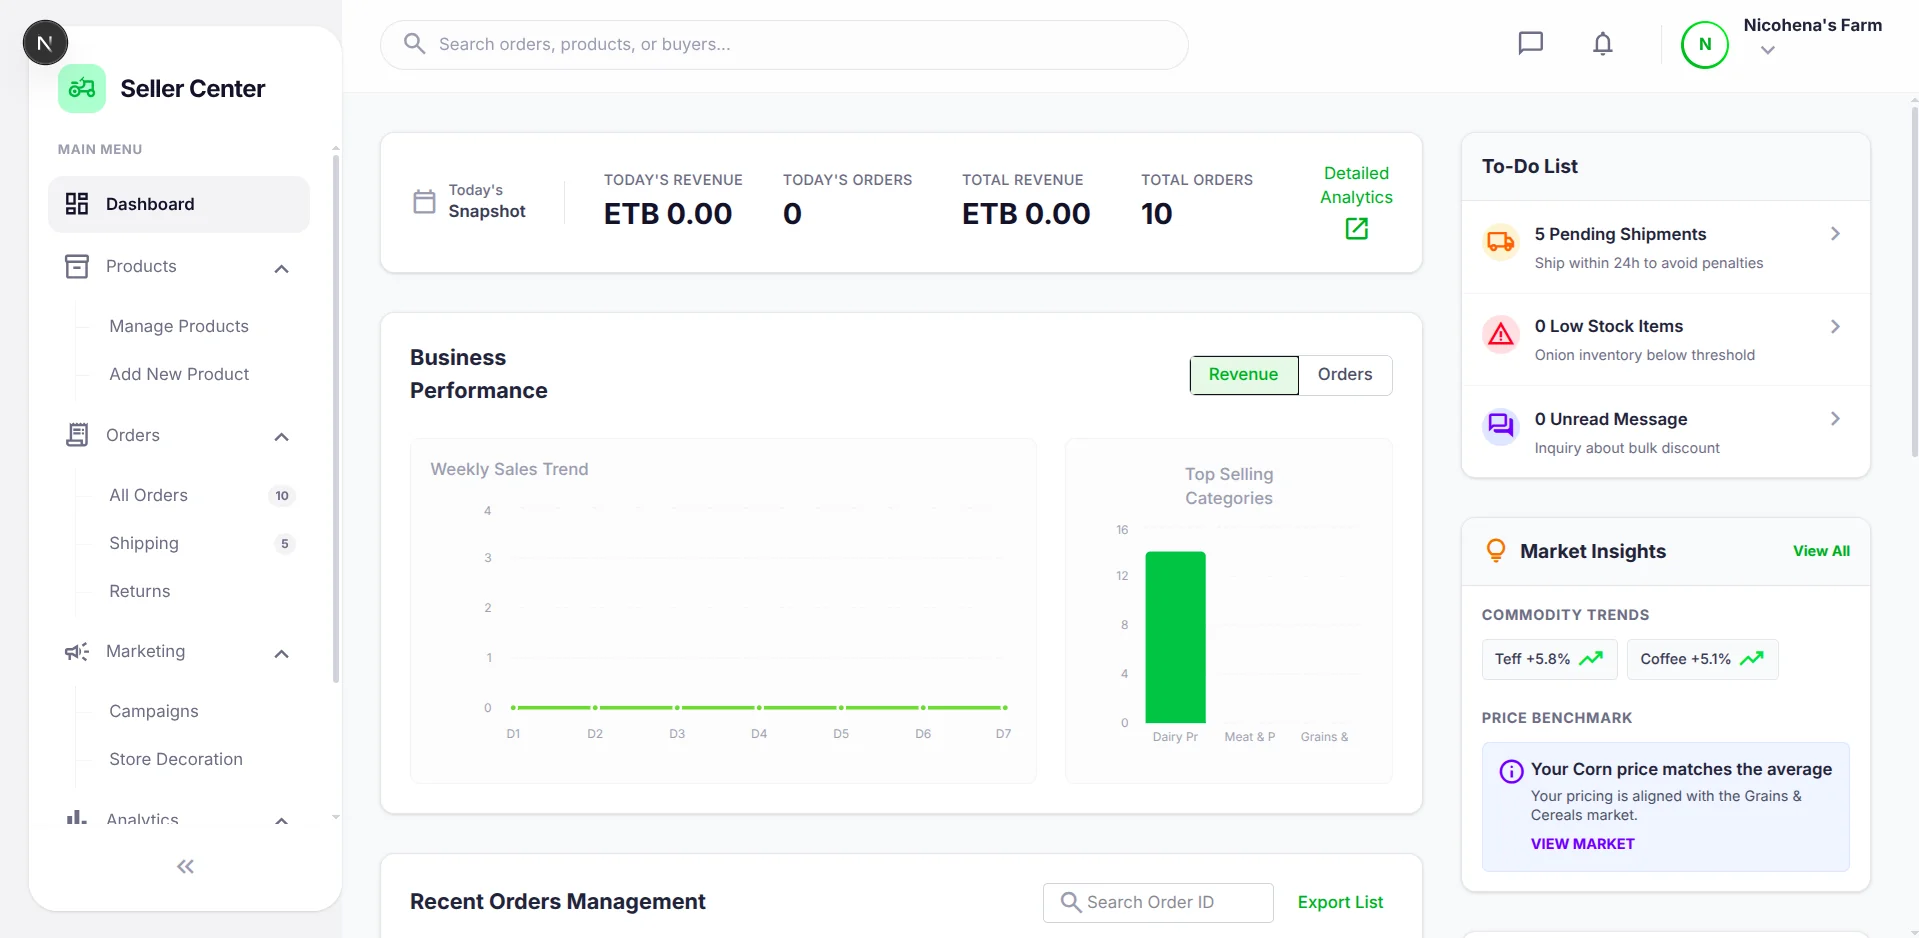 N
Seller Center
MAIN MENU
Dashboard
Products
Manage Products
Add New Product
Orders
All Orders 10
Shipping 5
Returns
Marketing
Campaigns
Store Decoration
Analytics
Search orders, products, or buyers...
N
Nicohena's Farm
Today's
Snapshot
TODAY'S REVENUE
ETB 0.00
TODAY'S ORDERS
0
TOTAL REVENUE
ETB 0.00
TOTAL ORDERS
10
Detailed
Analytics
Business
Performance
Revenue
Orders
Weekly Sales Trend
4
3
2
1
0
D1 D2 D3 D4 D5 D6 D7
Top Selling
Categories
16
12
8
4
0
Dairy Pr Meat & P Grains &
Recent Orders Management
Search Order ID
Export List
To-Do List
5 Pending Shipments
Ship within 24h to avoid penalties
0 Low Stock Items
Onion inventory below threshold
0 Unread Message
Inquiry about bulk discount
Market Insights
View All
COMMODITY TRENDS
Teff +5.8%
Coffee +5.1%
PRICE BENCHMARK
Your Corn price matches the average
Your pricing is aligned with the Grains &
Cereals market.
VIEW MARKET